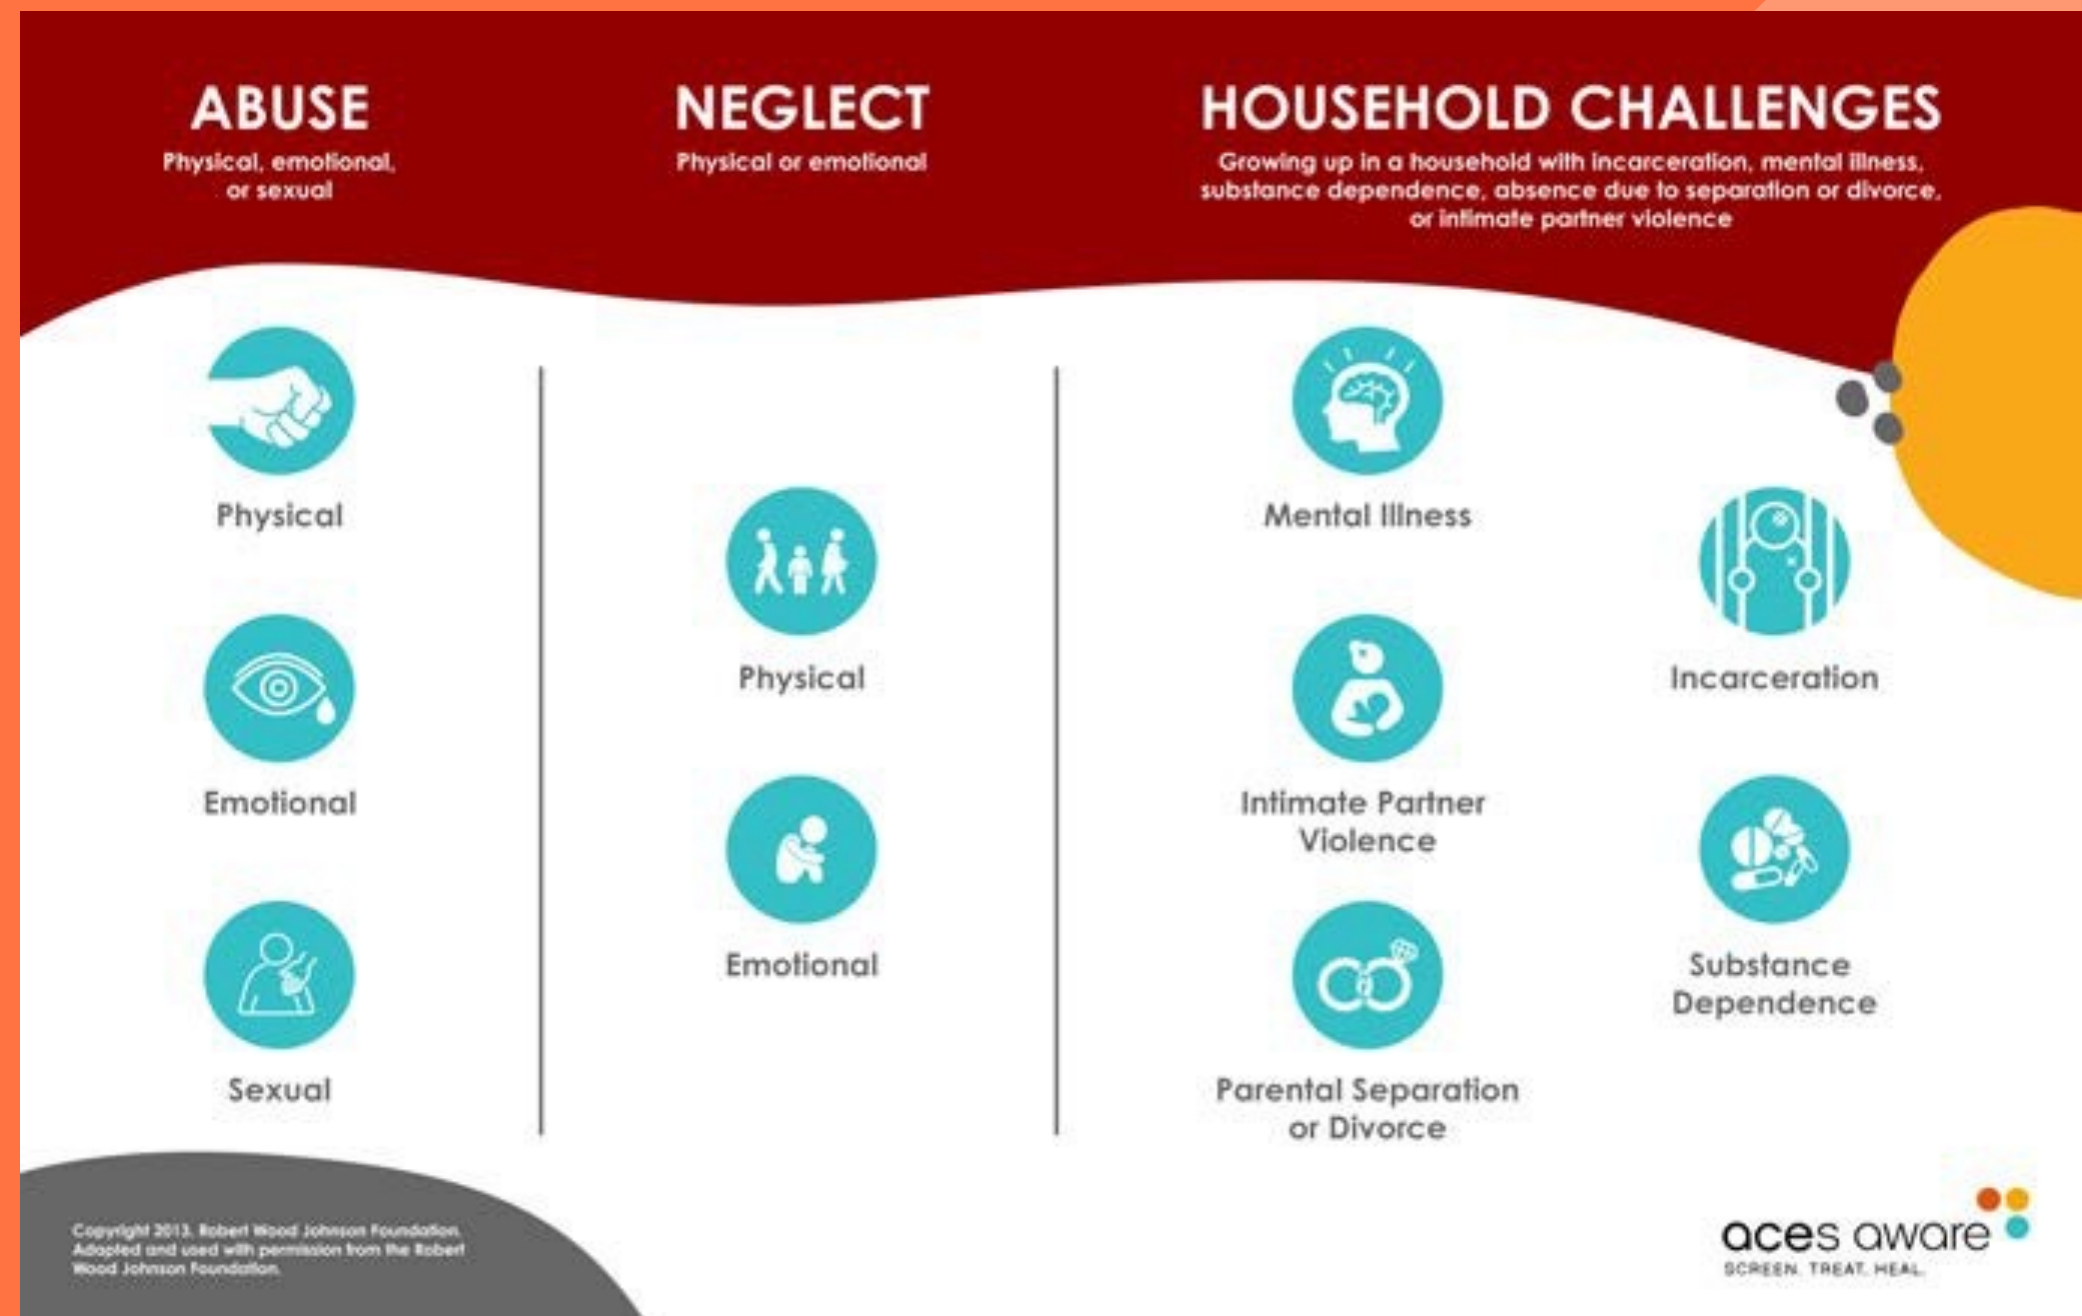 ABUSE
Physical, emotional,
or sexual
NEGLECT
Physical or emotional
HOUSEHOLD CHALLENGES
Growing up in a household with incarceration, mental illness,
substance dependence, absence due to separation or divorce,
or intimate partner violence
Physical
Emotional
Sexual
Physical
Emotional
Mental Illness
Intimate Partner
Violence
Parental Separation
or Divorce
Incarceration
Substance
Dependence
Copyright 2013. Robert Wood Johnson Foundation.
Adapted and used with permission from the Robert
Wood Johnson Foundation.
aces aware
SCREEN. TREAT. HEAL.